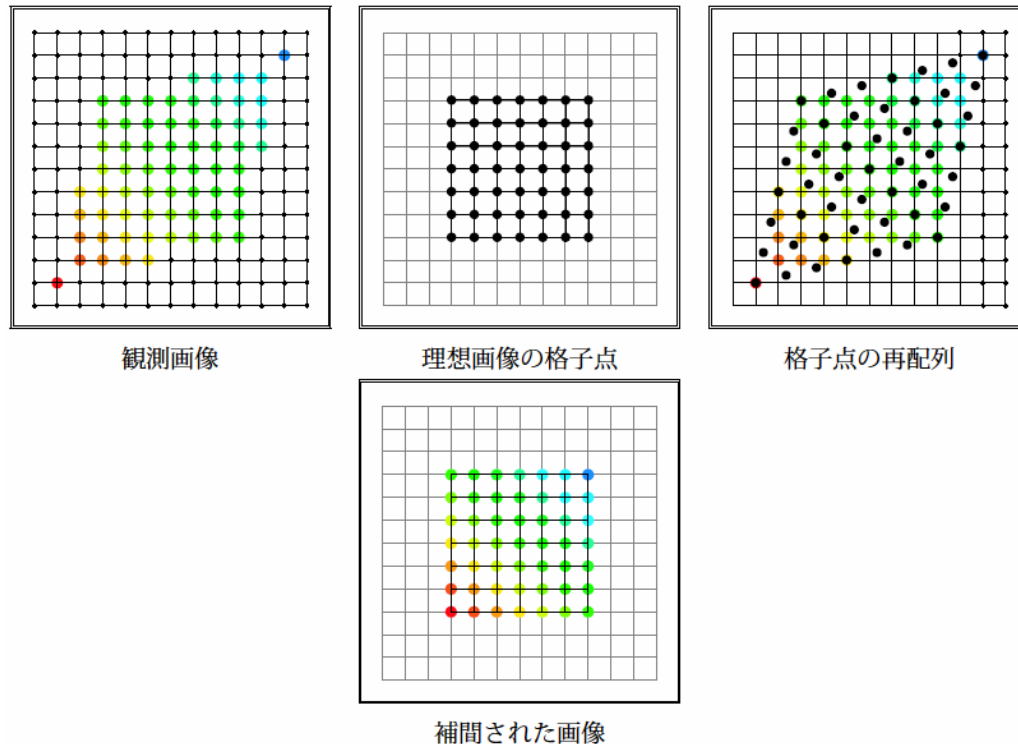 観測画像
理想画像の格子点
格子点の再配列
補間された画像